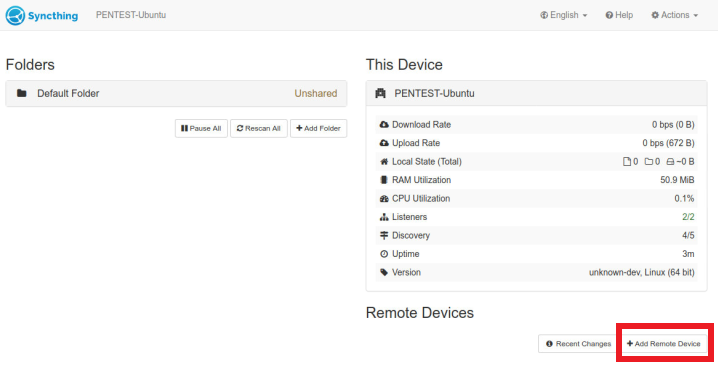 Syncthing PENTEST-Ubuntu English Help Actions
Folders
Default Folder Unshared
Pause All Rescan All Add Folder
This Device
PENTEST-Ubuntu
Download Rate 0 bps (0 B)
Upload Rate 0 bps (672 B)
Local State (Total) 0 0 ~0 B
RAM Utilization 50.9 MiB
CPU Utilization 0.1%
Listeners 2/2
Discovery 4/5
Uptime 3m
Version unknown-dev, Linux (64 bit)
Remote Devices
Recent Changes Add Remote Device